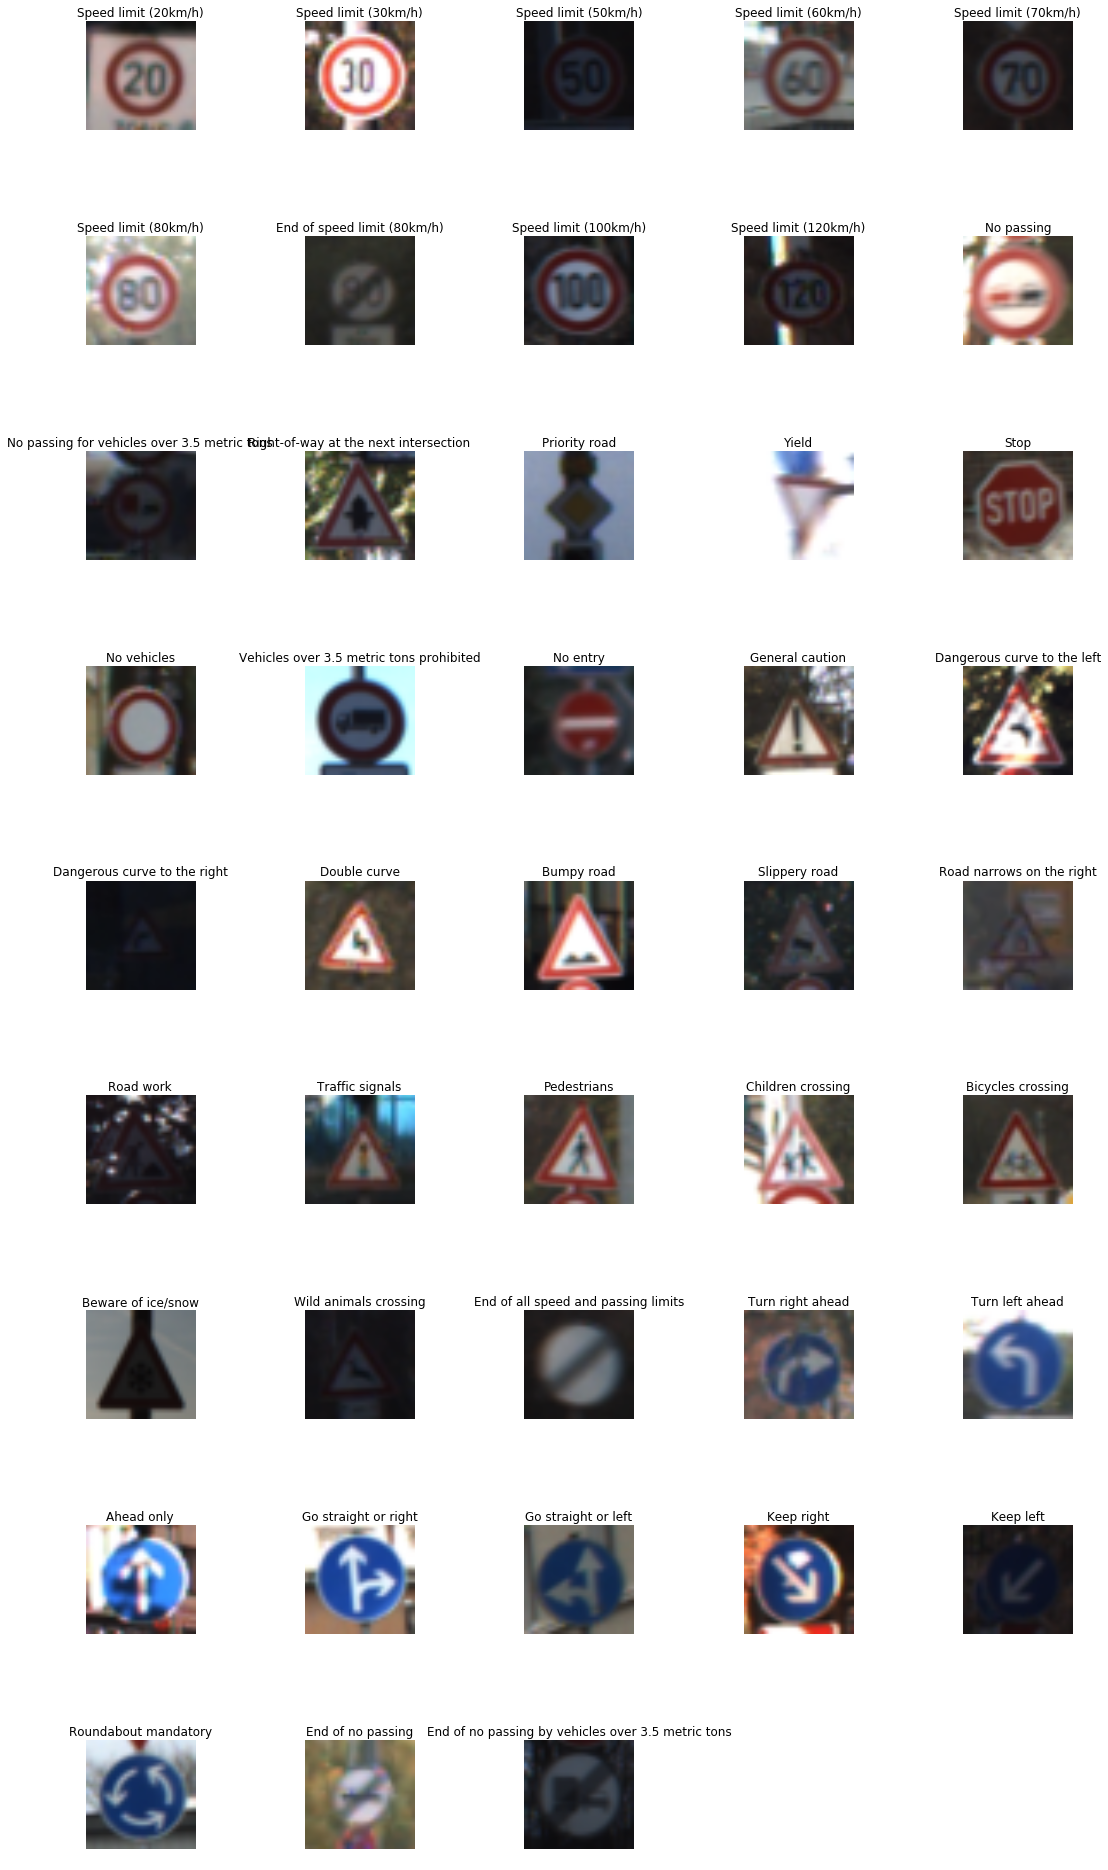 Speed limit (20km/h)
Speed limit (30km/h)
Speed limit (50km/h)
Speed limit (60km/h)
Speed limit (70km/h)
20
30
50
60
70
Speed limit (80km/h)
End of speed limit (80km/h)
Speed limit (100km/h)
Speed limit (120km/h)
No passing
80
80
100
120
No passing for vehicles over 3.5 metric tons
Right-of-way at the next intersection
Priority road
Yield
Stop
STOP
No vehicles
Vehicles over 3.5 metric tons prohibited
No entry
General caution
Dangerous curve to the left
Dangerous curve to the right
Double curve
Bumpy road
Slippery road
Road narrows on the right
Road work
Traffic signals
Pedestrians
Children crossing
Bicycles crossing
Beware of ice/snow
Wild animals crossing
End of all speed and passing limits
Turn right ahead
Turn left ahead
Ahead only
Go straight or right
Go straight or left
Keep right
Keep left
Roundabout mandatory
End of no passing
End of no passing by vehicles over 3.5 metric tons